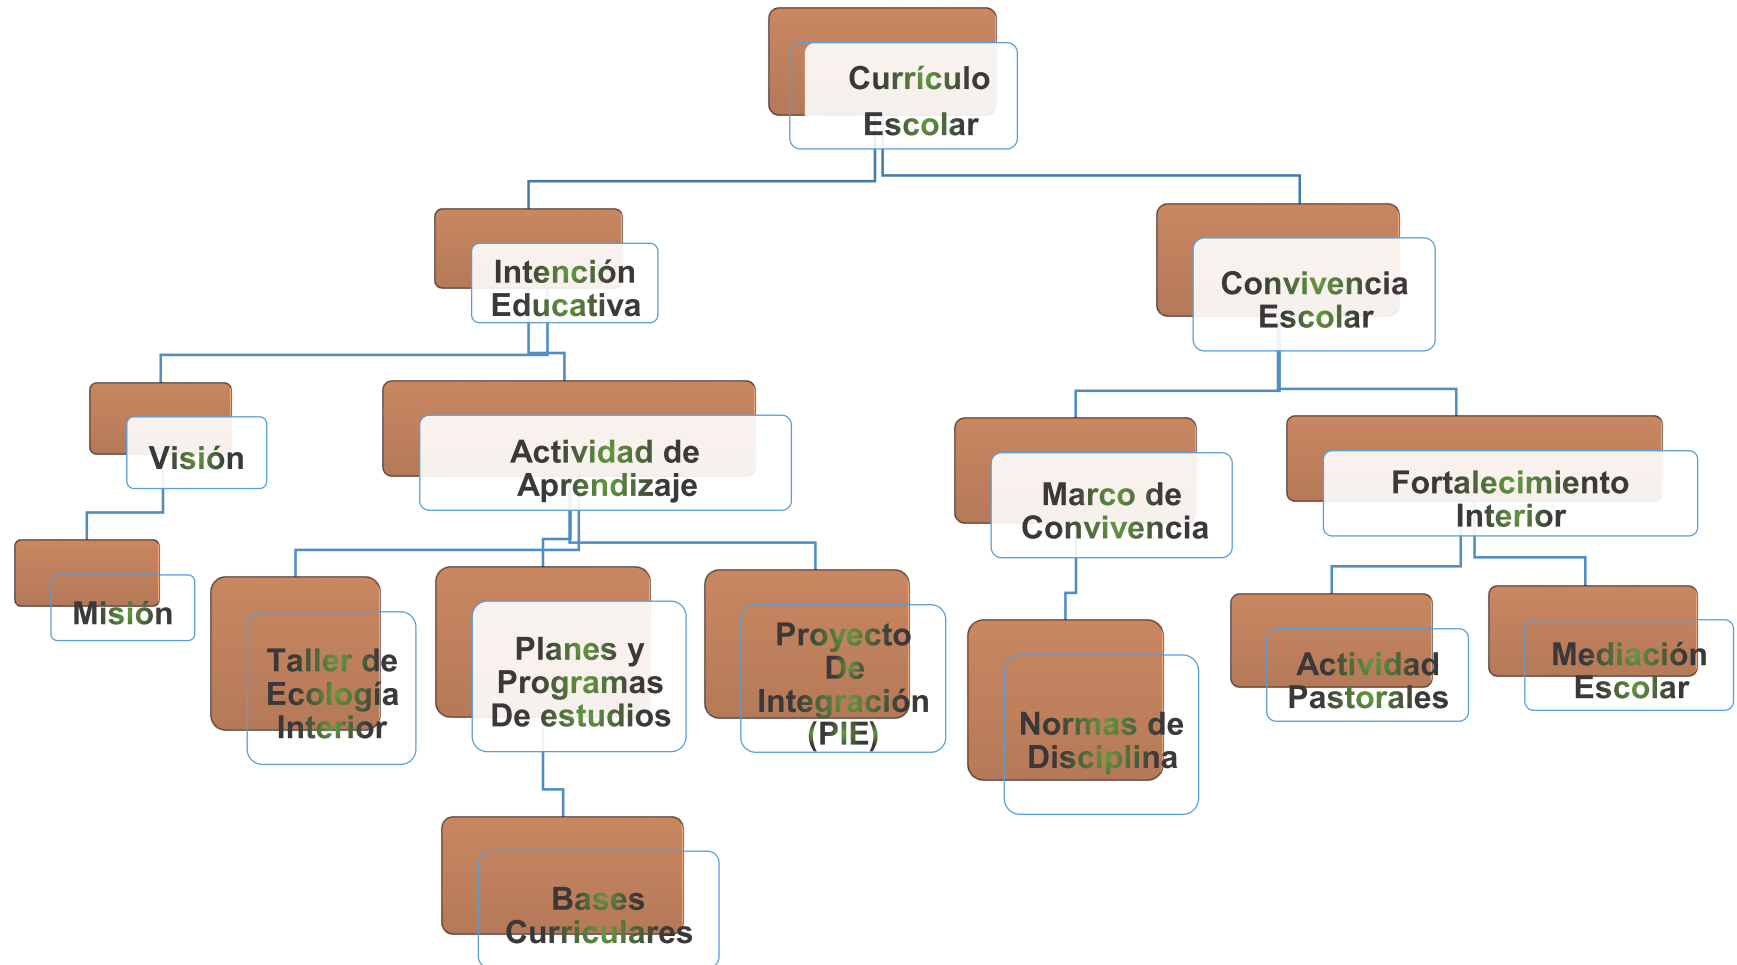 Currículo
Escolar
Intención
Educativa
Convivencia
Escolar
Visión
Actividad de
Aprendizaje
Marco de
Convivencia
Fortalecimiento
Interior
Misión
Taller de
Ecología
Interior
Planes y
Programas
De estudios
Proyecto
De
Integración
(PIE)
Normas de
Disciplina
Actividad
Pastorales
Mediación
Escolar
Bases
Curriculares